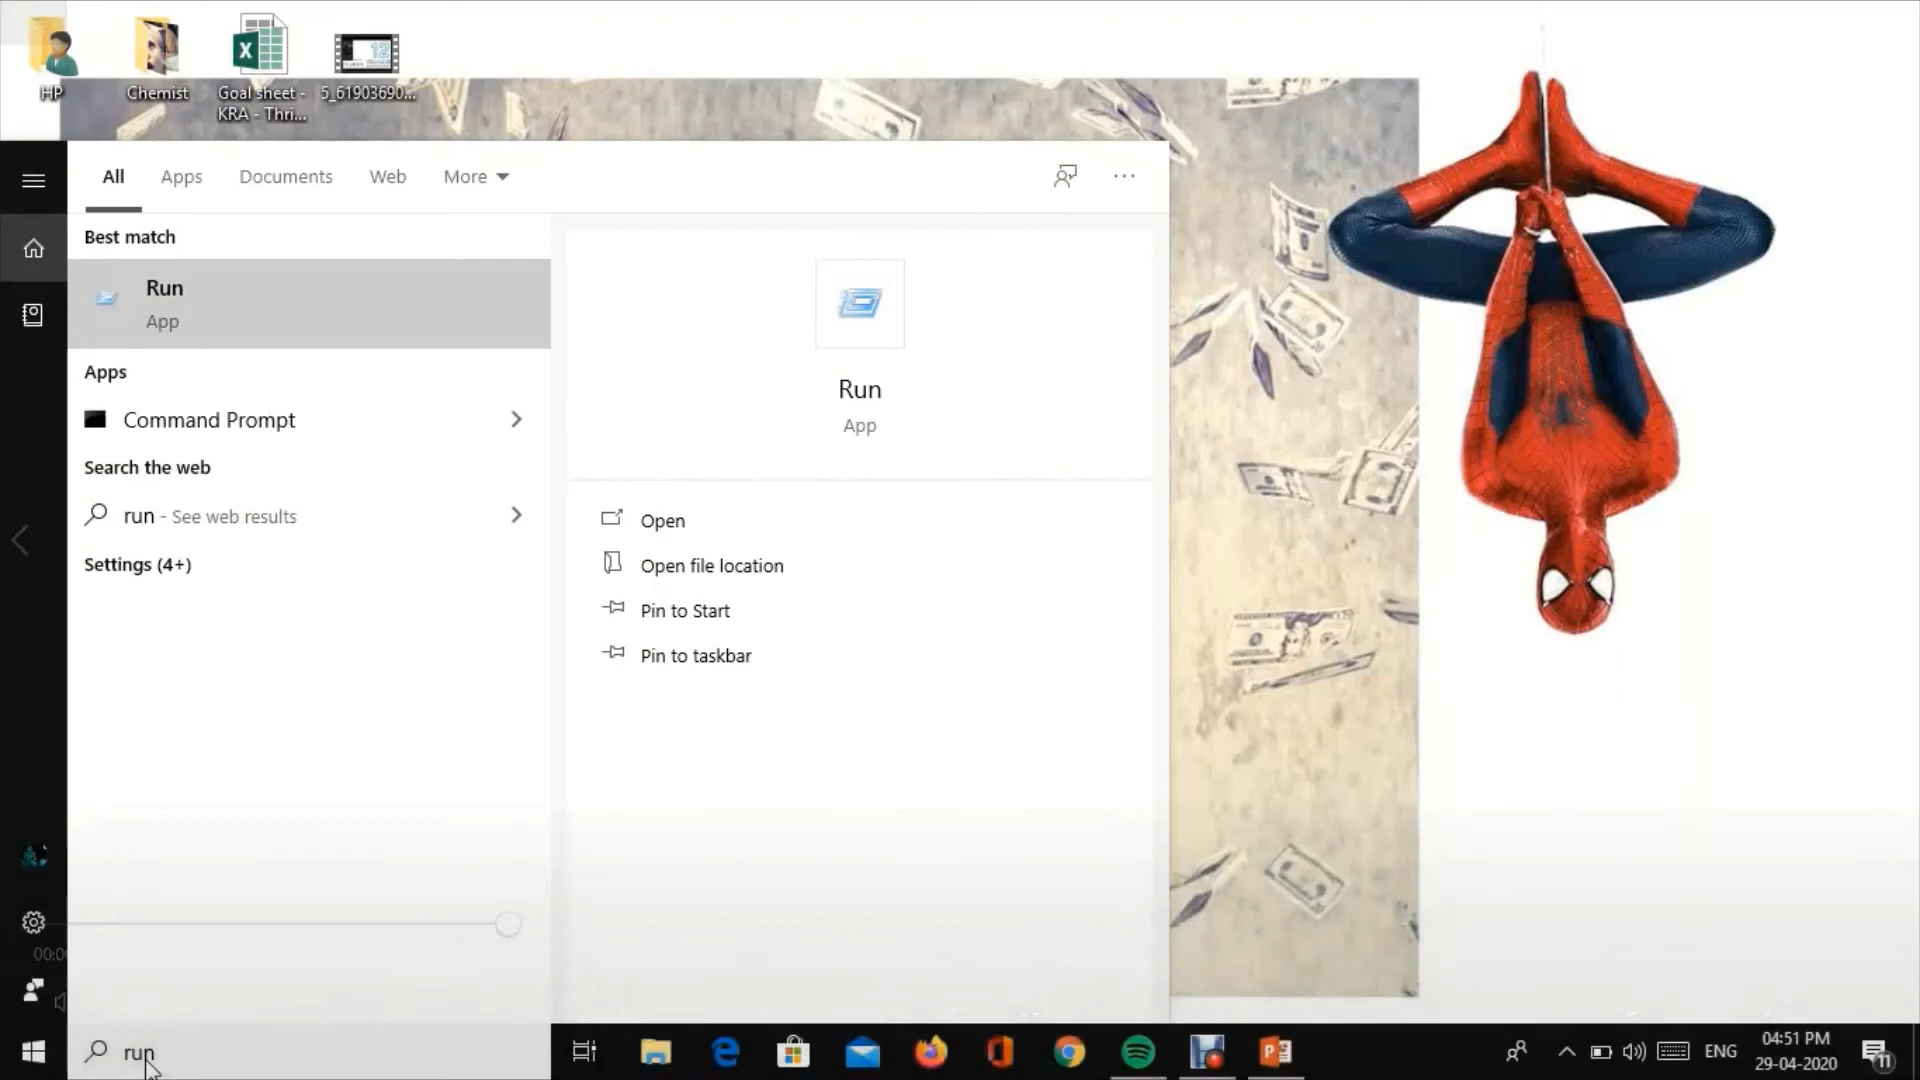 HP
Chemist
Goal sheet -
KRA - Thri...
5_61903690...
All
Apps
Documents
Web
More
Best match
Run
App
Apps
Command Prompt
Search the web
run - See web results
Settings (4+)
Run
App
Open
Open file location
Pin to Start
Pin to taskbar
run
ENG
04:51 PM
29-04-2020
11